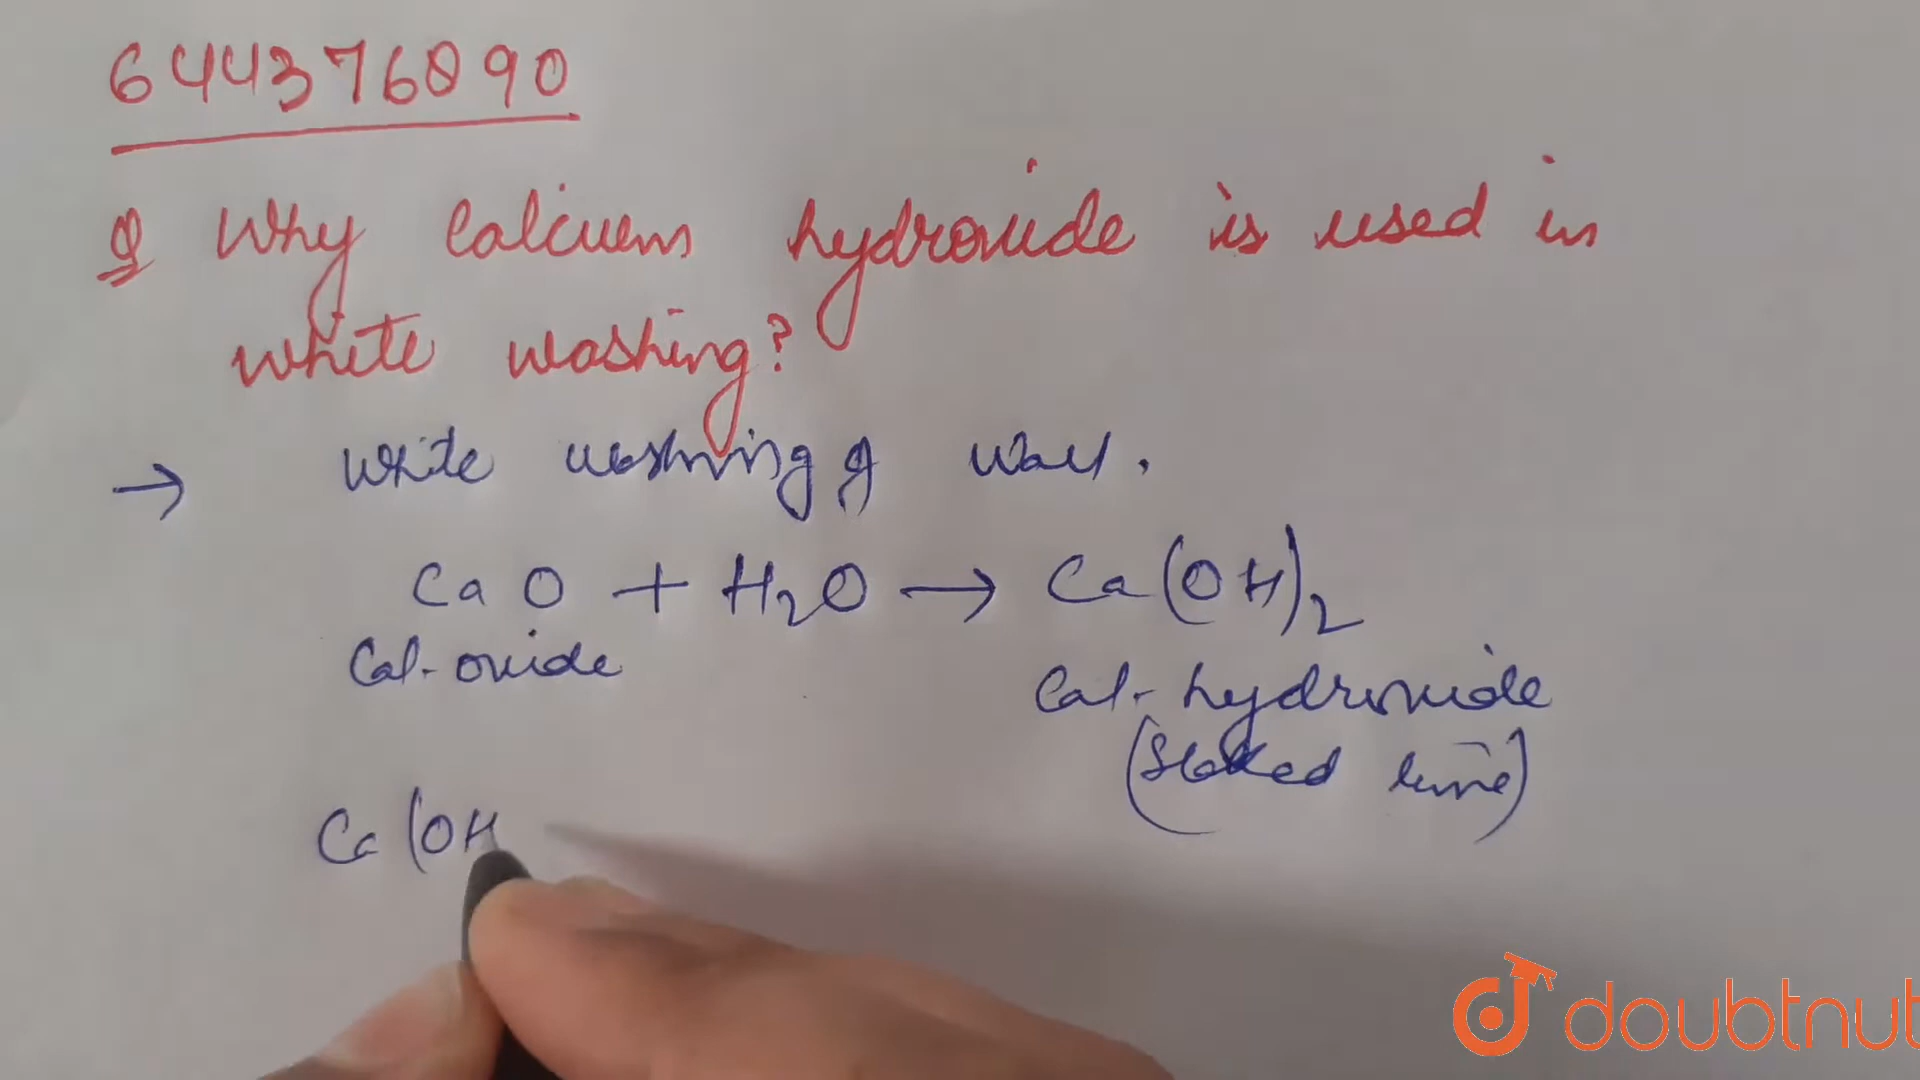 644376890
Q Why Calcium hydroxide is used in
white washing?
→ White washing of wall.
CaO + H2O → Ca(OH)2
Cal- oxide
Cal- hydroxide
(Slaked lime)
Ca(OH
doubtnut